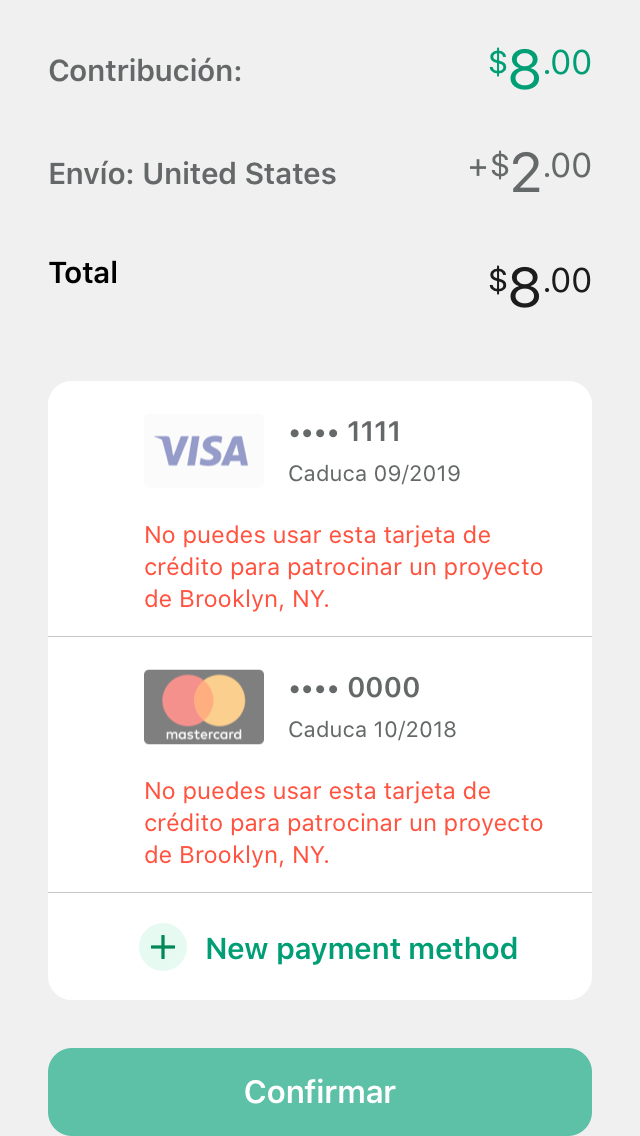 Contribución: $8.00
Envío: United States +$2.00
Total $8.00
VISA •••• 1111
Caduca 09/2019
No puedes usar esta tarjeta de
crédito para patrocinar un proyecto
de Brooklyn, NY.
•••• 0000
mastercard Caduca 10/2018
No puedes usar esta tarjeta de
crédito para patrocinar un proyecto
de Brooklyn, NY.
+ New payment method
Confirmar